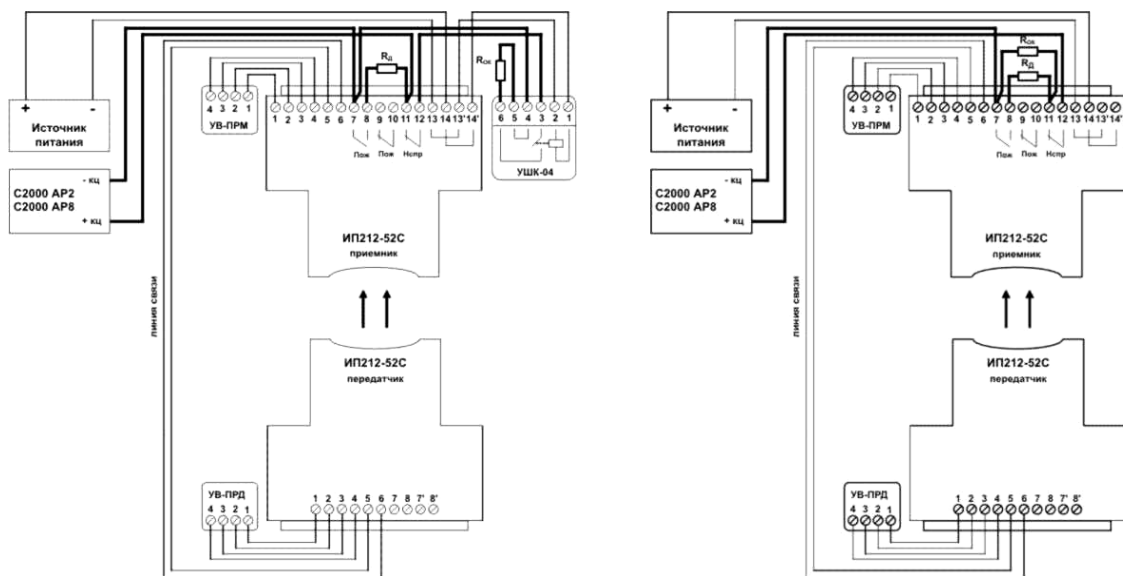 + -
Источник
питания
- кц
С2000 АР2
С2000 АР8
+ кц
4 3 2 1
УВ-ПРМ
Rд
Rок
1 2 3 4 5 6 7 8 9 10 11 12 13 14 13' 14'
Пож Пож Нспр
6 5 4 3 2 1
УШК-04
ИП212-52С
приемник
линия связи
ИП212-52С
передатчик
УВ-ПРД
4 3 2 1
1 2 3 4 5 6 7 8 7' 8'
+ -
Источник
питания
- кц
С2000 АР2
С2000 АР8
+ кц
4 3 2 1
УВ-ПРМ
Rок
Rд
1 2 3 4 5 6 7 8 9 10 11 12 13 14 13' 14'
Пож Пож Нспр
ИП212-52С
приемник
линия связи
ИП212-52С
передатчик
УВ-ПРД
4 3 2 1
1 2 3 4 5 6 7 8 7' 8'